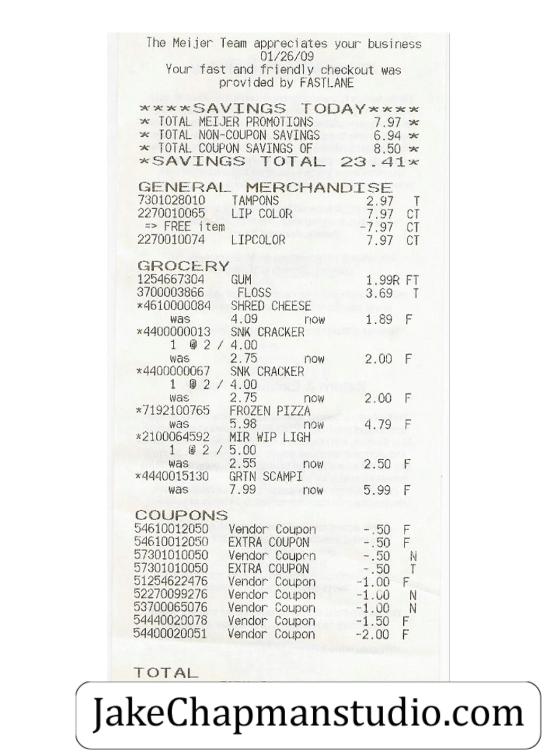 The Meijer Team appreciates your business
01/26/09
Your fast and friendly checkout was
provided by FASTLANE
****SAVINGS TODAY****
* TOTAL MEIJER PROMOTIONS 7.97 *
* TOTAL NON-COUPON SAVINGS 6.94 *
* TOTAL COUPON SAVINGS OF 8.50 *
*SAVINGS TOTAL 23.41*
GENERAL MERCHANDISE
7301028010 TAMPONS 2.97 T
2270010065 LIP COLOR 7.97 CT
=> FREE item -7.97 CT
2270010074 LIPCOLOR 7.97 CT
GROCERY
1254667304 GUM 1.99R FT
3700003866 FLOSS 3.69 T
*4610000084 SHRED CHEESE
was 4.09 now 1.89 F
*4400000013 SNK CRACKER
1 @ 2 / 4.00
was 2.75 now 2.00 F
*4400000067 SNK CRACKER
1 @ 2 / 4.00
was 2.75 now 2.00 F
*7192100765 FROZEN PIZZA
was 5.98 now 4.79 F
*2100064592 MIR WIP LIGH
1 @ 2 / 5.00
was 2.55 now 2.50 F
*4440015130 GRTN SCAMPI
was 7.99 now 5.99 F
COUPONS
54610012050 Vendor Coupon -.50 F
54610012050 EXTRA COUPON -.50 F
57301010050 Vendor Coupon -.50 N
57301010050 EXTRA COUPON -.50 T
51254622476 Vendor Coupon -1.00 F
52270099276 Vendor Coupon -1.00 N
53700065076 Vendor Coupon -1.00 N
54440020078 Vendor Coupon -1.50 F
54400020051 Vendor Coupon -2.00 F
TOTAL
JakeChapmanstudio.com